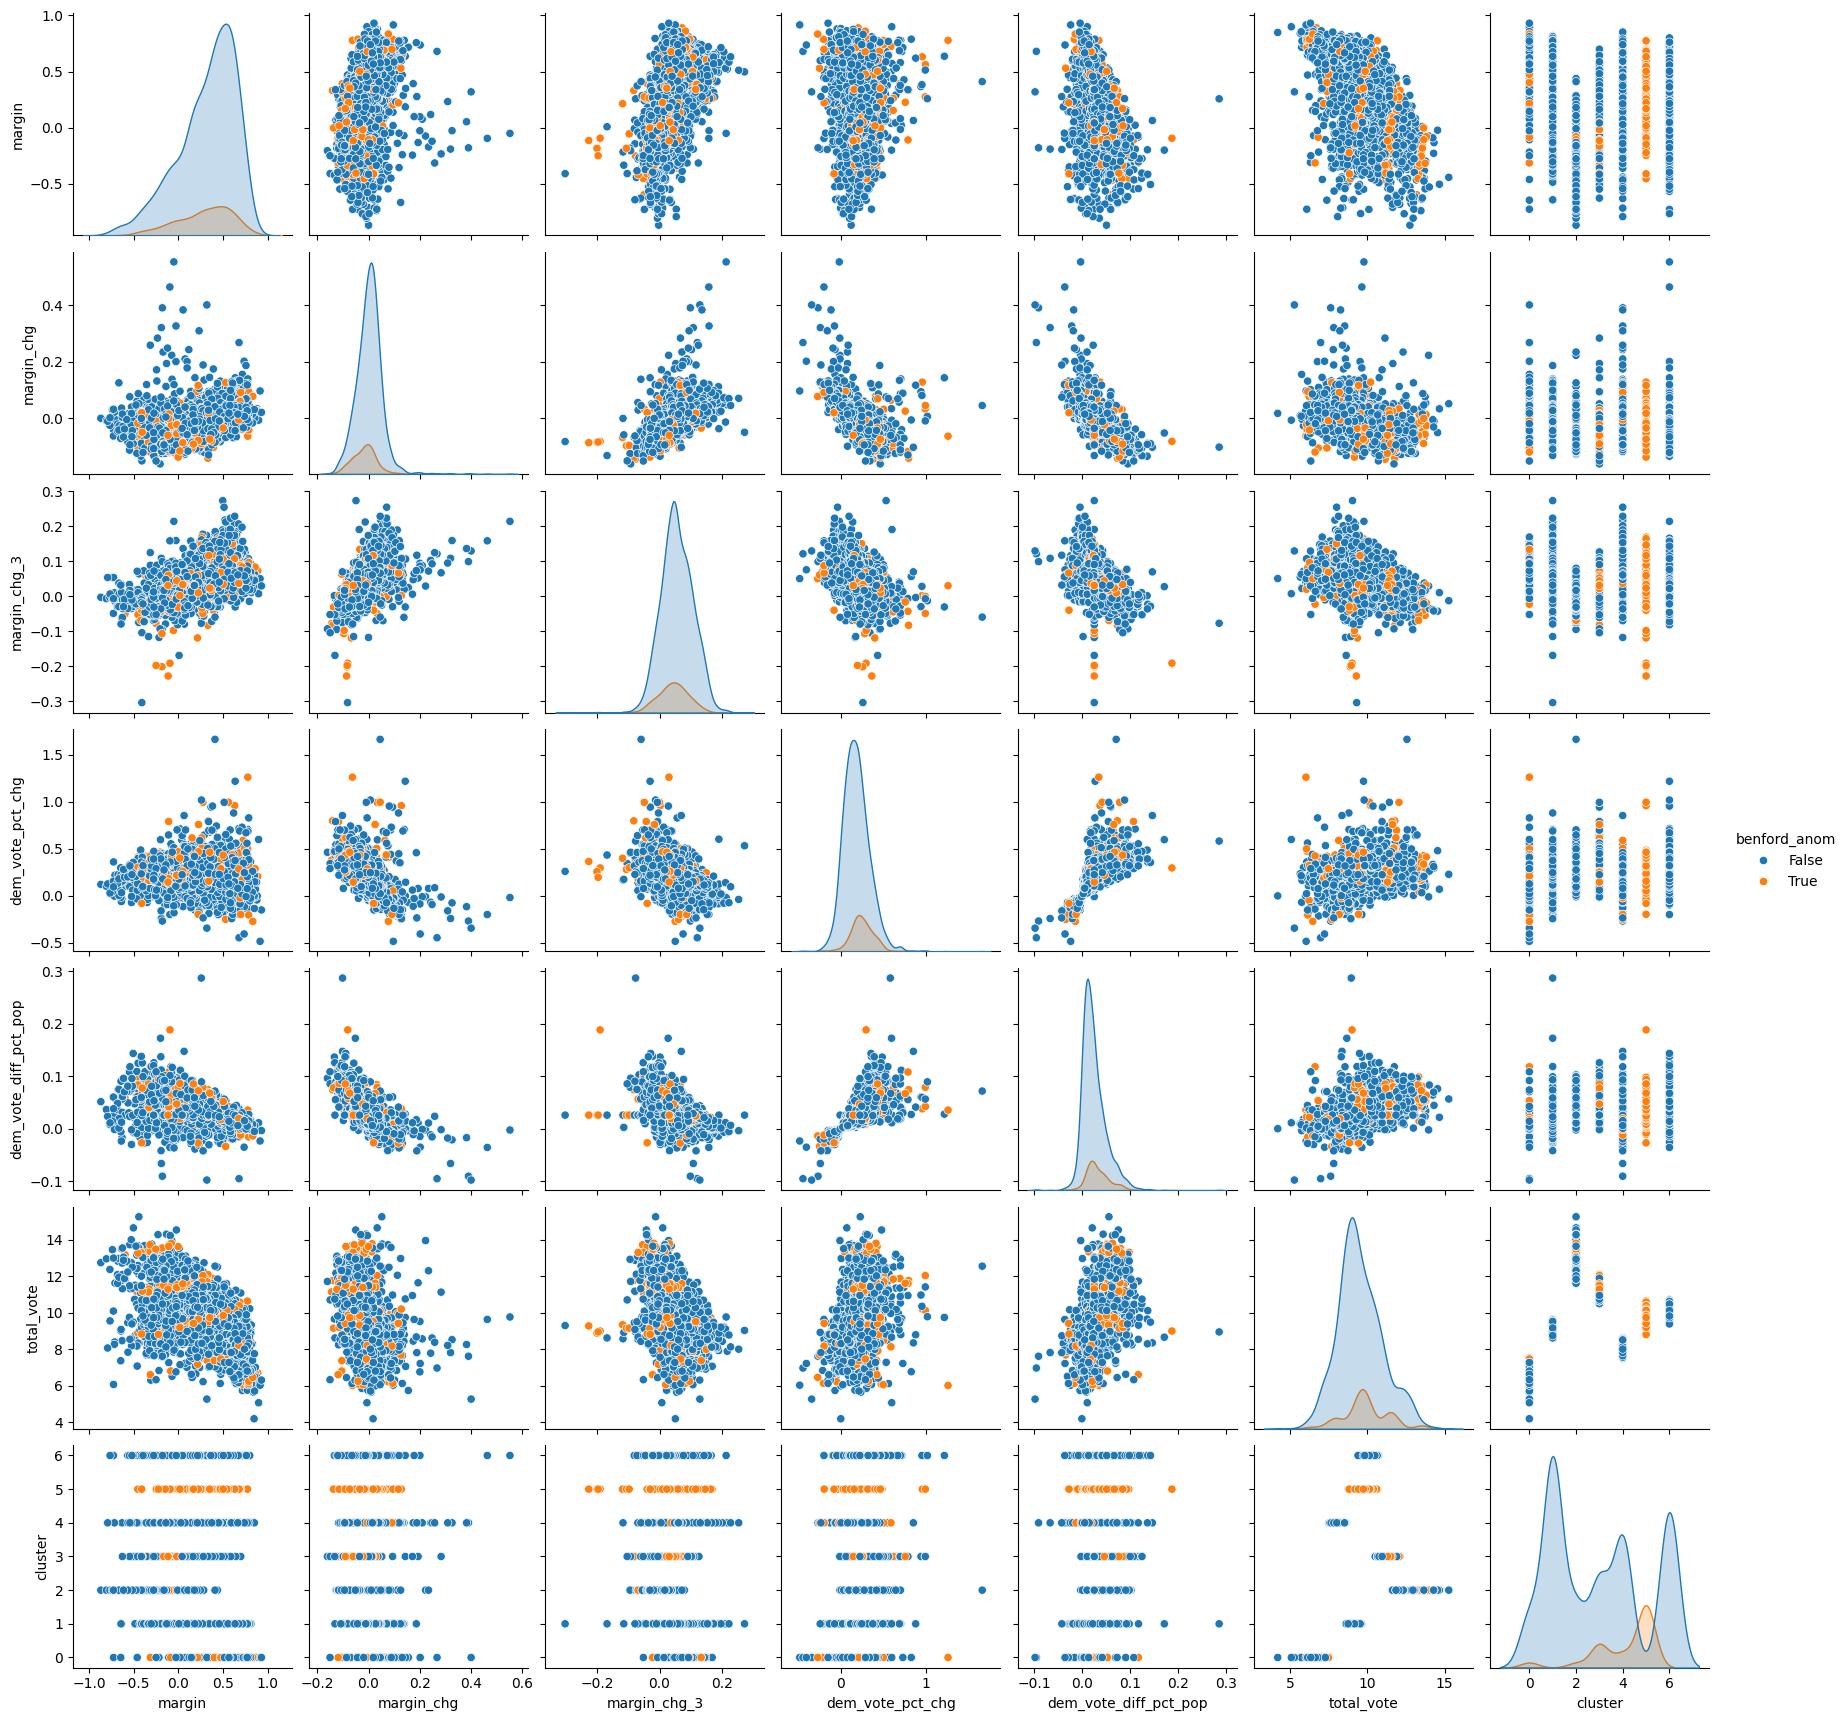 1.0
0.5
0.0
−0.5
margin
0.4
0.2
0.0
margin_chg
0.3
0.2
0.1
0.0
−0.1
−0.2
−0.3
margin_chg_3
1.5
1.0
0.5
0.0
−0.5
dem_vote_pct_chg
benford_anom
False
True
0.3
0.2
0.1
0.0
−0.1
dem_vote_diff_pct_pop
14
12
10
8
6
4
total_vote
6
5
4
3
2
1
0
cluster
−1.0 −0.5 0.0 0.5 1.0
−0.2 0.0 0.2 0.4 0.6
−0.2 0.0 0.2
0 1
−0.1 0.0 0.1 0.2 0.3
5 10 15
0 2 4 6
margin margin_chg margin_chg_3 dem_vote_pct_chg dem_vote_diff_pct_pop total_vote cluster